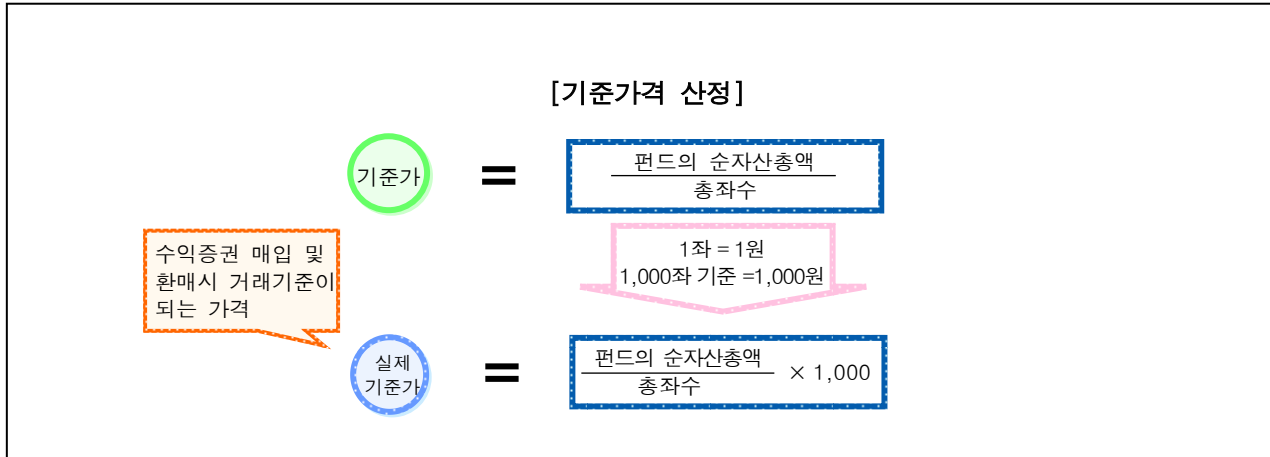 [기준가격 산정]
기준가
=
펀드의 순자산총액
총좌수
1좌 = 1원
1,000좌 기준 =1,000원
수익증권 매입 및
환매시 거래기준이
되는 가격
실제
기준가
=
펀드의 순자산총액
총좌수
× 1,000